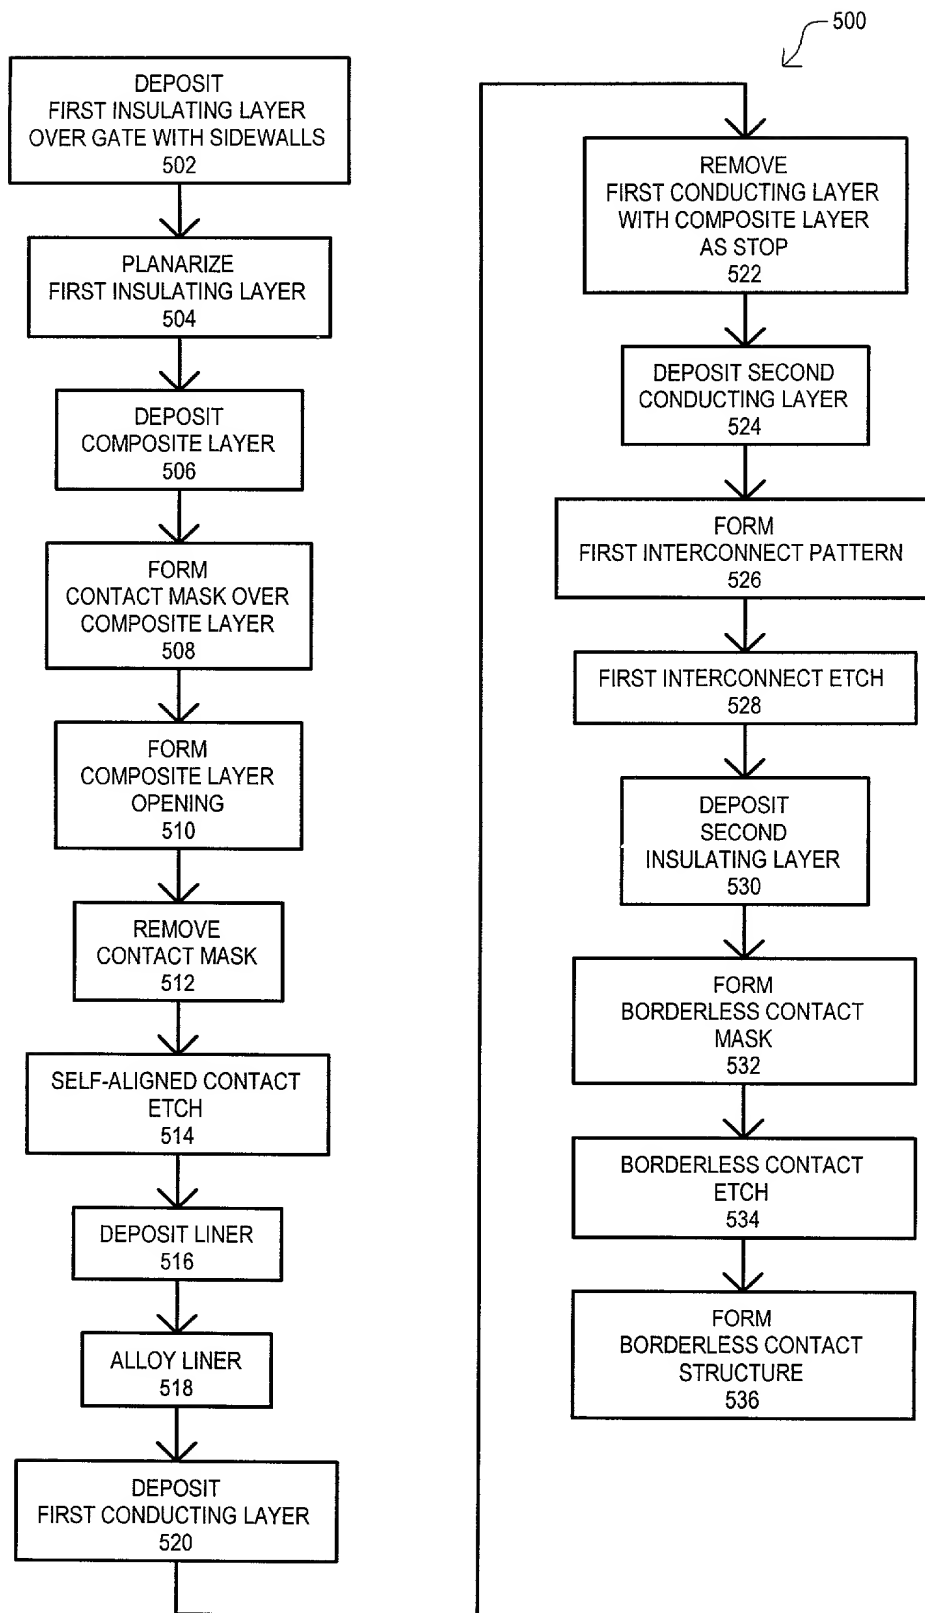 500
DEPOSIT
FIRST INSULATING LAYER
OVER GATE WITH SIDEWALLS
502
PLANARIZE
FIRST INSULATING LAYER
504
DEPOSIT
COMPOSITE LAYER
506
FORM
CONTACT MASK OVER
COMPOSITE LAYER
508
FORM
COMPOSITE LAYER
OPENING
510
REMOVE
CONTACT MASK
512
SELF-ALIGNED CONTACT
ETCH
514
DEPOSIT LINER
516
ALLOY LINER
518
DEPOSIT
FIRST CONDUCTING LAYER
520
REMOVE
FIRST CONDUCTING LAYER
WITH COMPOSITE LAYER
AS STOP
522
DEPOSIT SECOND
CONDUCTING LAYER
524
FORM
FIRST INTERCONNECT PATTERN
526
FIRST INTERCONNECT ETCH
528
DEPOSIT
SECOND
INSULATING LAYER
530
FORM
BORDERLESS CONTACT
MASK
532
BORDERLESS CONTACT
ETCH
534
FORM
BORDERLESS CONTACT
STRUCTURE
536